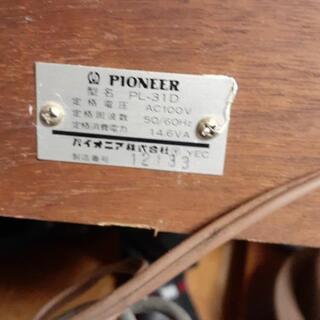 PIONEER
型名 PL-31D
定格電圧 AC100V
定格周波数 50/60Hz
定格消費電力 14.6VA
パイオニア株式会社 YEC
製造番号 12133